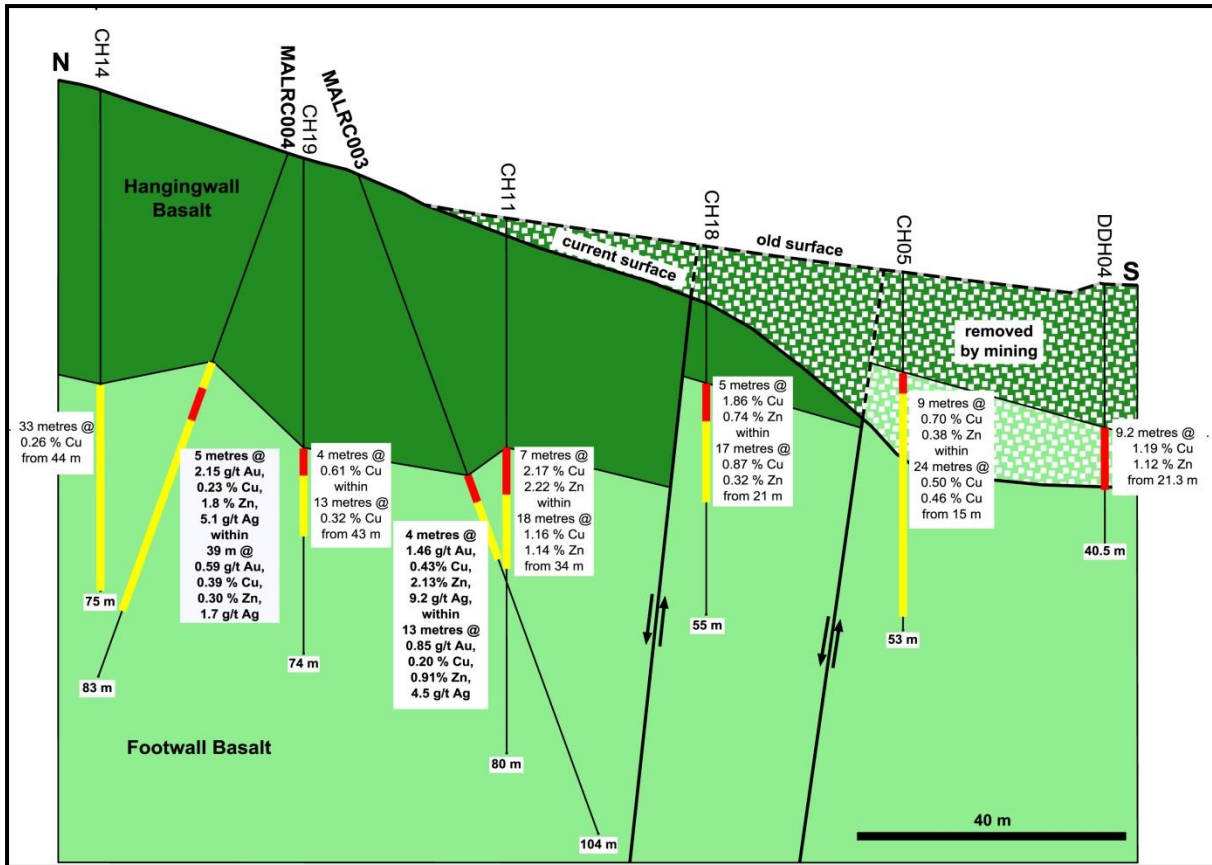 N
CH14
MALRC004
CH19
MALRC003
CH11
CH18
CH05
DDH04
S
Hangingwall
Basalt
current surface
old surface
removed
by mining
33 metres @
0.26 % Cu
from 44 m
75 m
83 m
5 metres @
2.15 g/t Au,
0.23 % Cu,
1.8 % Zn,
5.1 g/t Ag
within
39 m @
0.59 g/t Au,
0.39 % Cu,
0.30 % Zn,
1.7 g/t Ag
4 metres @
0.61 % Cu
within
13 metres @
0.32 % Cu
from 43 m
74 m
4 metres @
1.46 g/t Au,
0.43% Cu,
2.13% Zn,
9.2 g/t Ag,
within
13 metres @
0.85 g/t Au,
0.20 % Cu,
0.91% Zn,
4.5 g/t Ag
7 metres @
2.17 % Cu
2.22 % Zn
within
18 metres @
1.16 % Cu
1.14 % Zn
from 34 m
80 m
104 m
5 metres @
1.86 % Cu
0.74 % Zn
within
17 metres @
0.87 % Cu
0.32 % Zn
from 21 m
55 m
9 metres @
0.70 % Cu
0.38 % Zn
within
24 metres @
0.50 % Cu
0.46 % Cu
from 15 m
53 m
9.2 metres @
1.19 % Cu
1.12 % Zn
from 21.3 m
40.5 m
Footwall Basalt
40 m